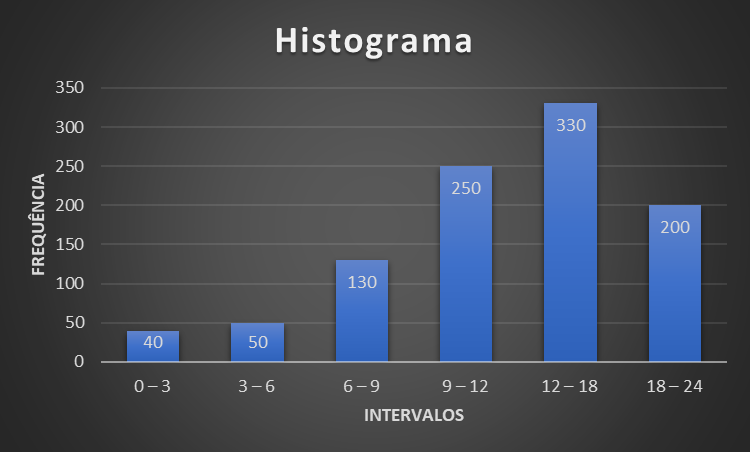 Histograma
350
300
250
200
150
100
50
0
FREQUÊNCIA
40
50
130
250
330
200
0 – 3
3 – 6
6 – 9
9 – 12
12 – 18
18 – 24
INTERVALOS